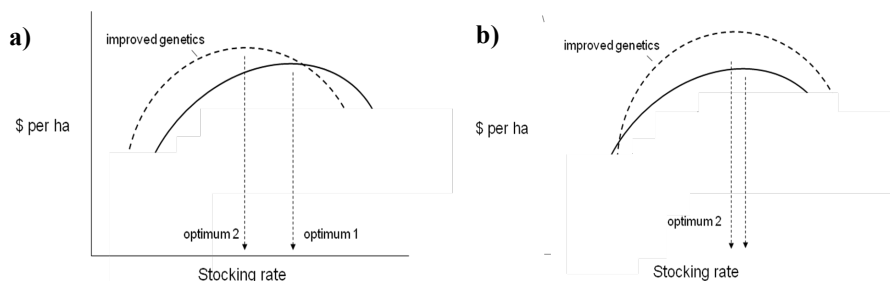 a)
improved genetics
$ per ha
optimum 2
optimum 1
Stocking rate
b)
improved genetics
$ per ha
optimum 2
Stocking rate